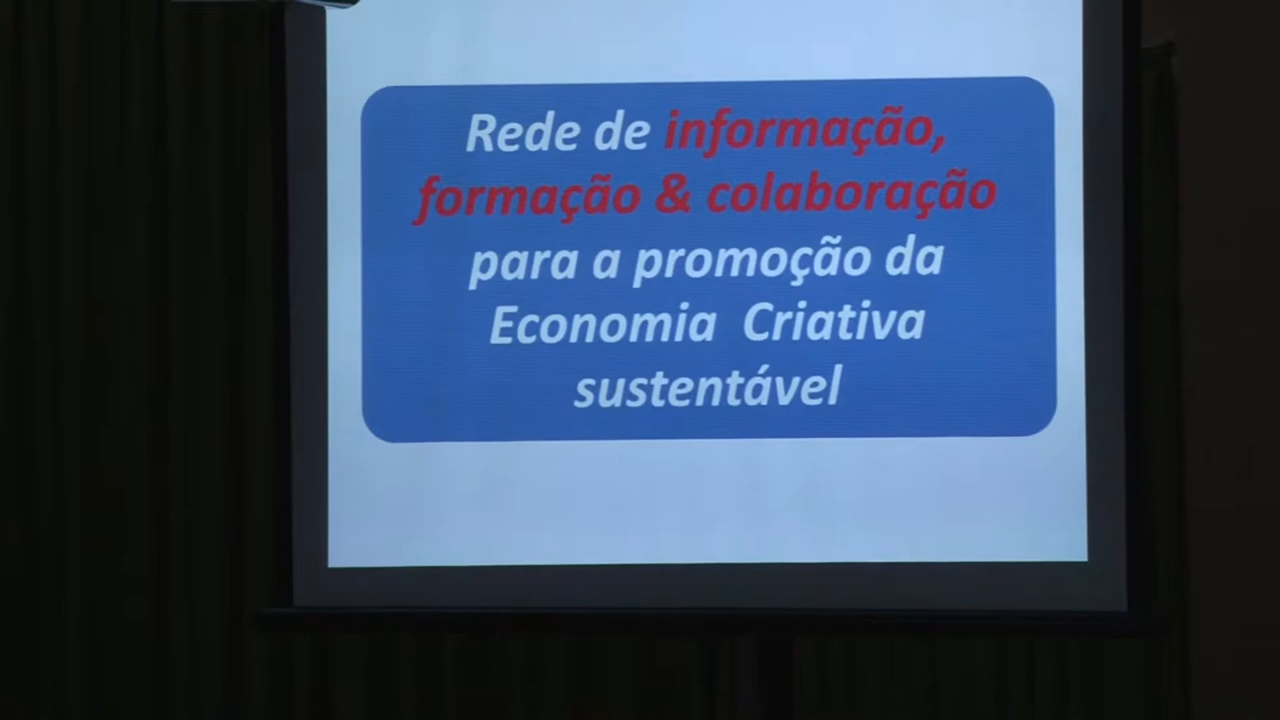 Rede de informação,
formação & colaboração
para a promoção da
Economia Criativa
sustentável